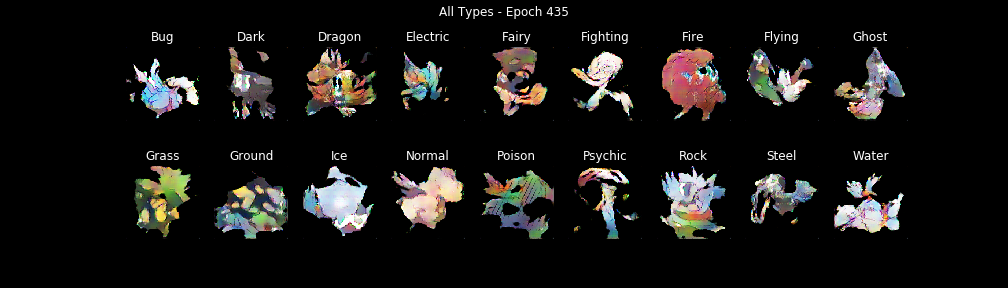 All Types - Epoch 435
Bug Dark Dragon Electric Fairy Fighting Fire Flying Ghost
Grass Ground Ice Normal Poison Psychic Rock Steel Water